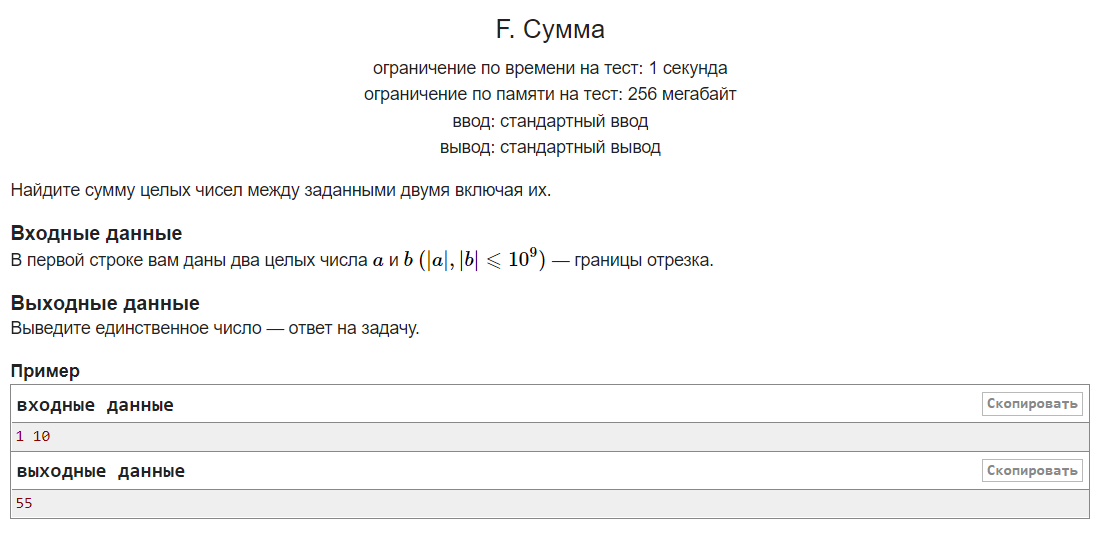 F. Сумма
ограничение по времени на тест: 1 секунда
ограничение по памяти на тест: 256 мегабайт
ввод: стандартный ввод
вывод: стандартный вывод
Найдите сумму целых чисел между заданными двумя включая их.
Входные данные
В первой строке вам даны два целых числа a и b (|a|, |b| ⩽ 10⁹) — границы отрезка.
Выходные данные
Выведите единственное число — ответ на задачу.
Пример
входные данные Скопировать
1 10
выходные данные Скопировать
55